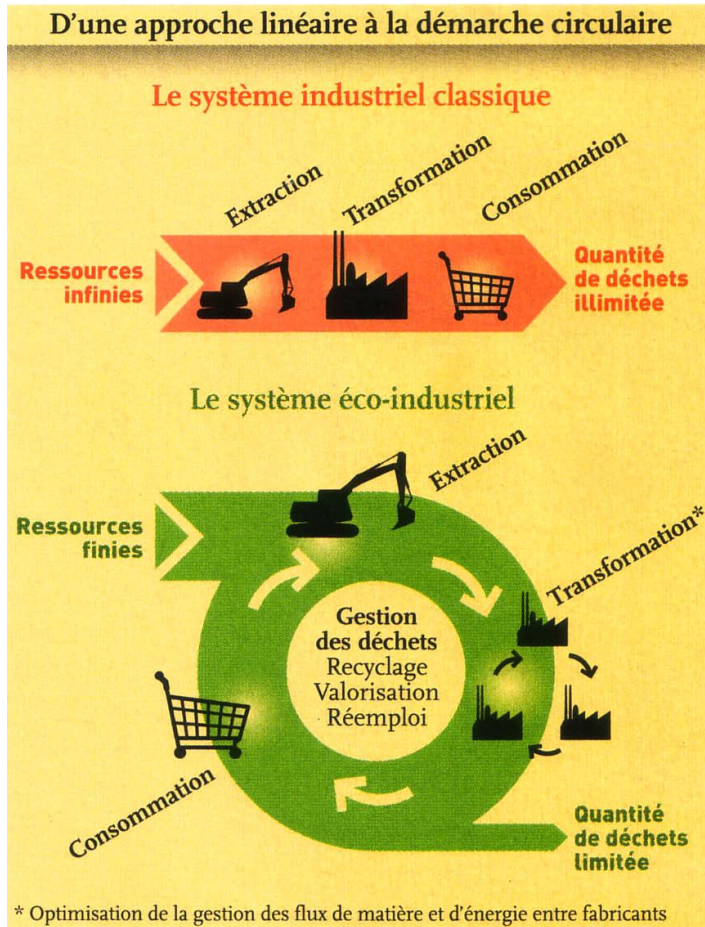 D'une approche linéaire à la démarche circulaire
Le système industriel classique
Extraction
Transformation
Consommation
Ressources
infinies
Quantité
de déchets
illimitée
Le système éco-industriel
Extraction
Ressources
finies
Transformation*
Gestion
des déchets
Recyclage
Valorisation
Réemploi
Consommation
Quantité
de déchets
limitée
* Optimisation de la gestion des flux de matière et d'énergie entre fabricants